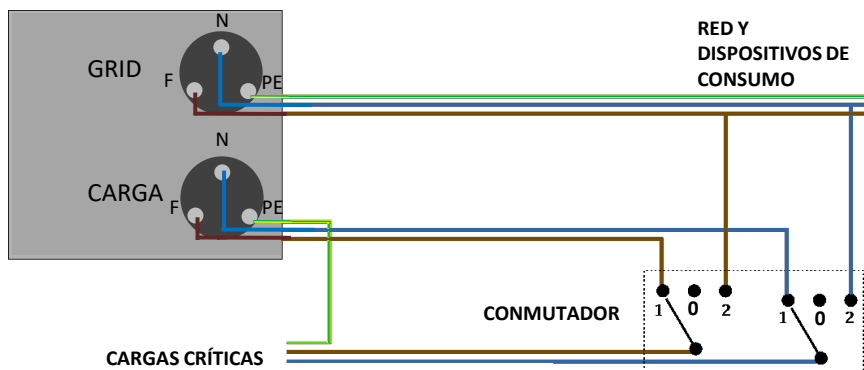 N
RED Y
DISPOSITIVOS DE
CONSUMO
GRID
F
PE
N
CARGA
F
PE
CONMUTADOR
1 0 2 1 0 2
CARGAS CRÍTICAS